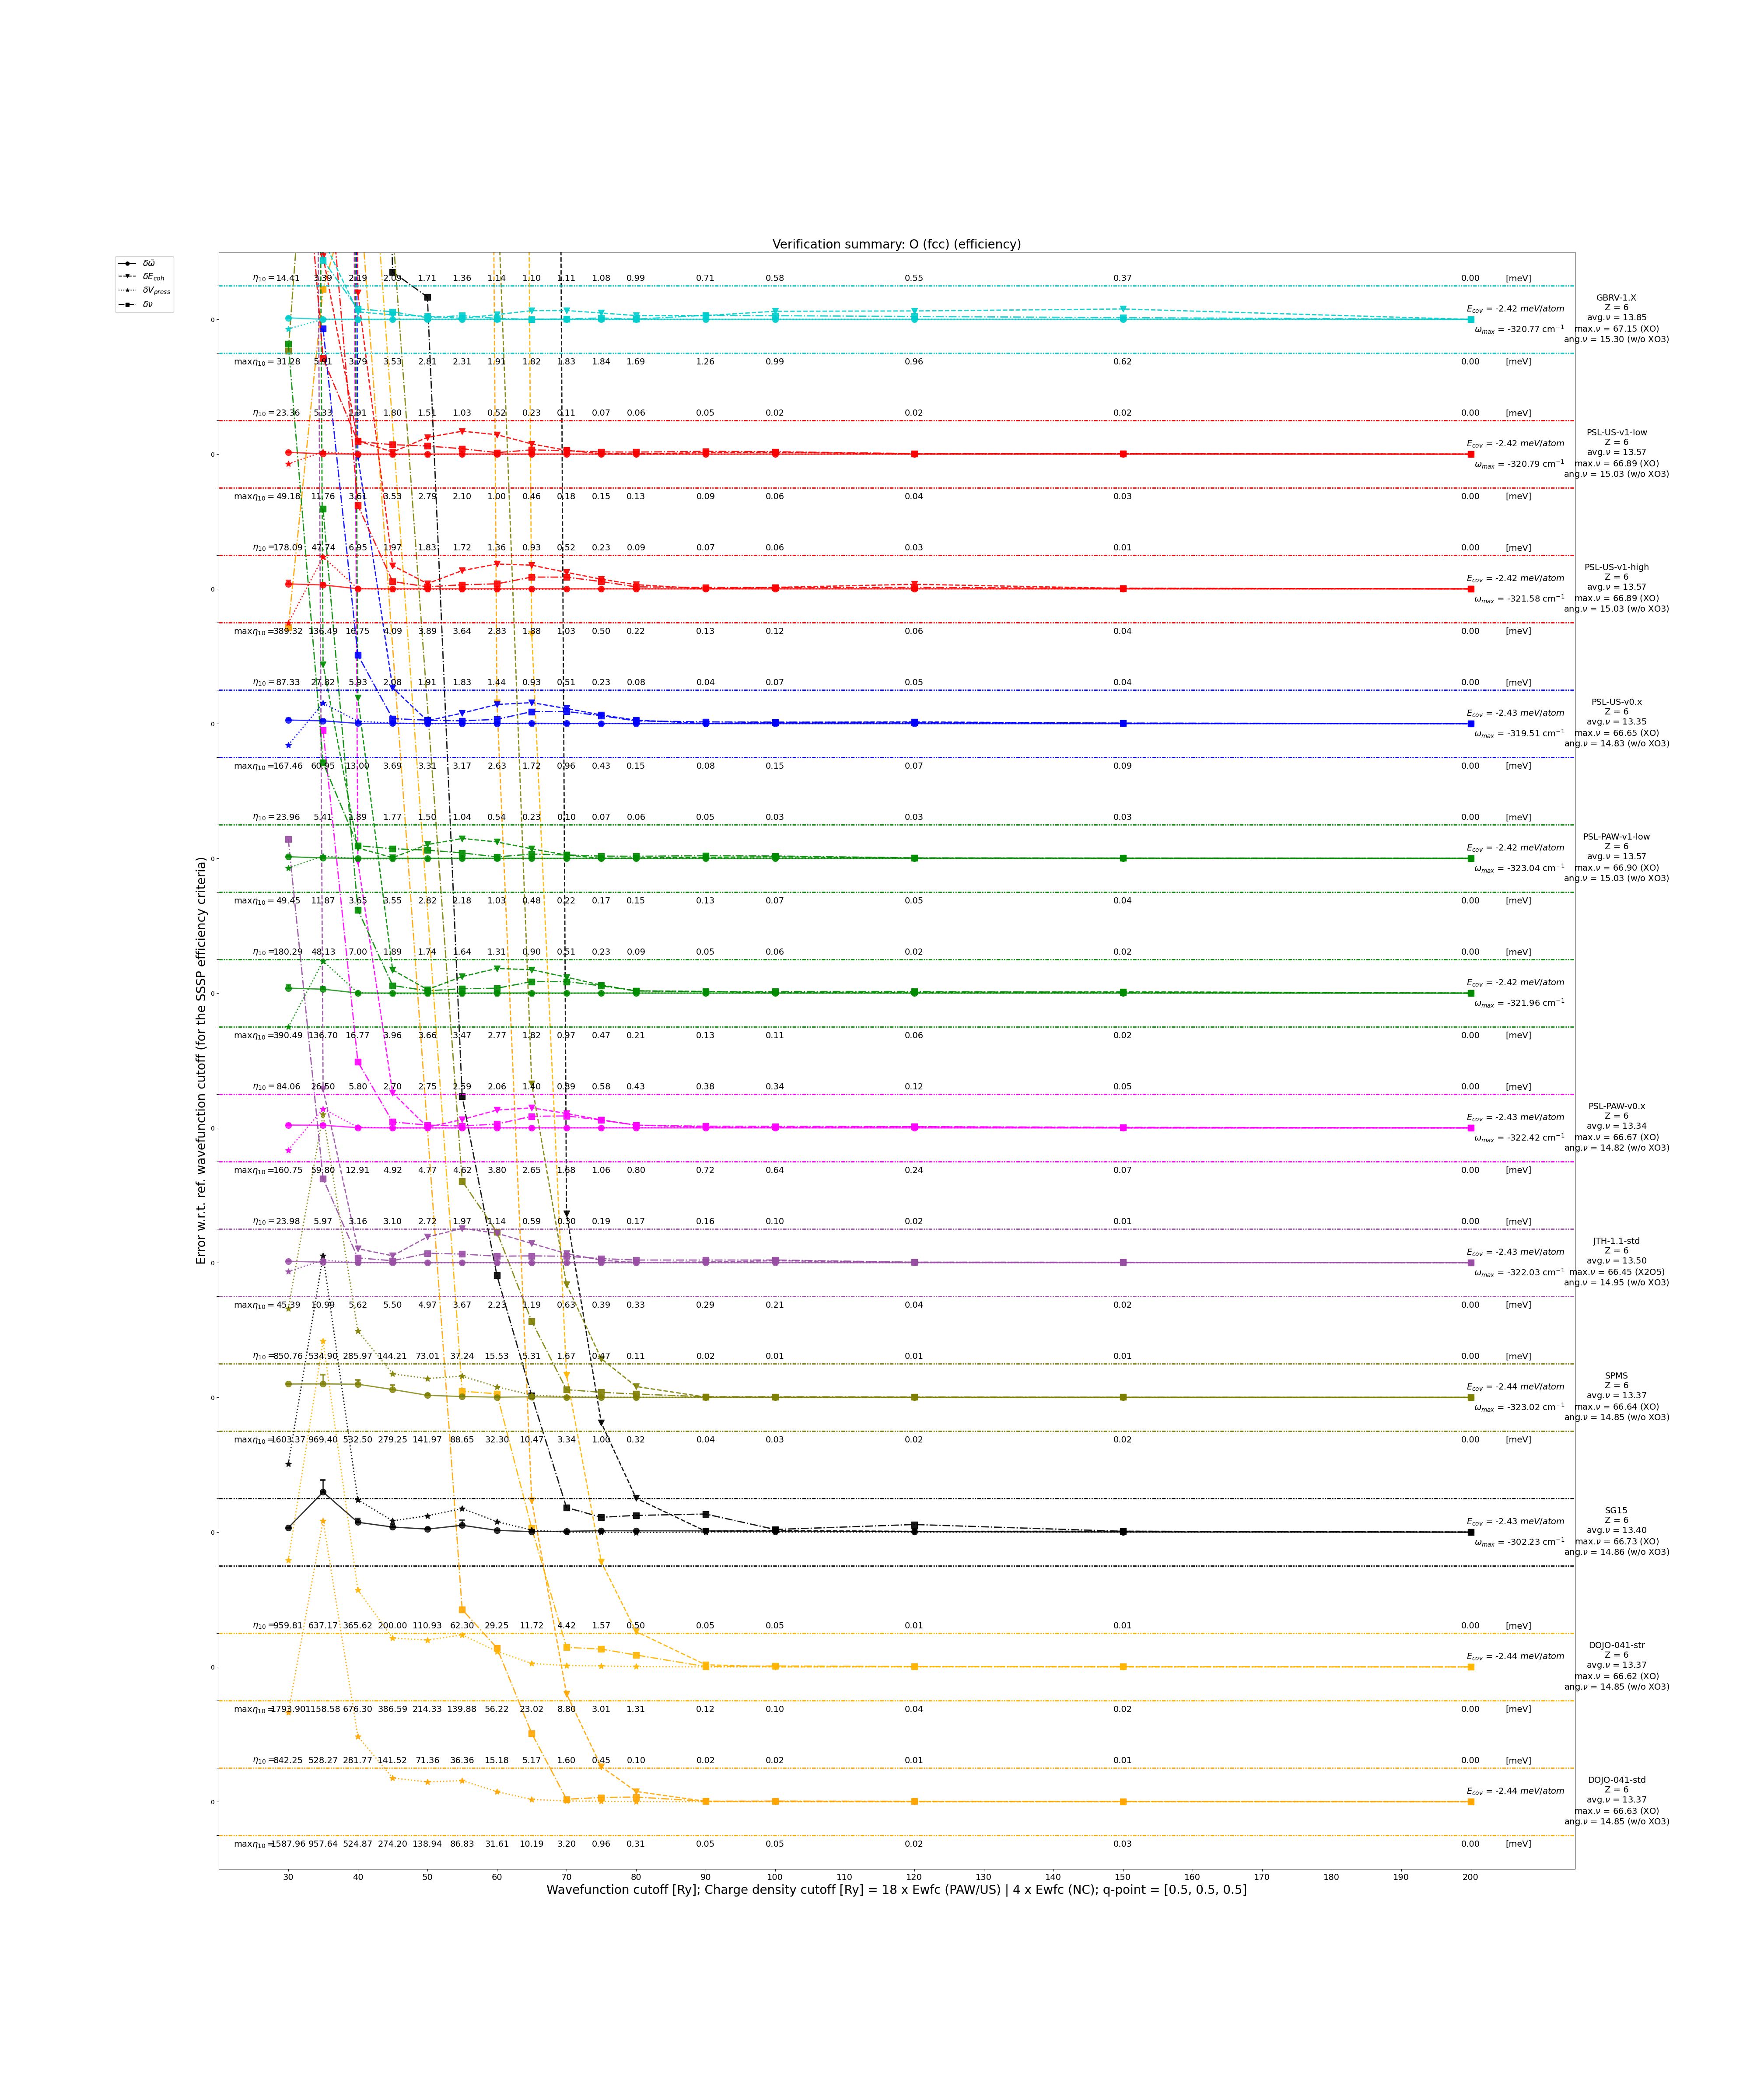 Verification summary: O (fcc) (efficiency)
δω̃
δE_coh
δV_press
δν
Error w.r.t. ref. wavefunction cutoff (for the SSSP efficiency criteria)
η₁₀ = 14.41 3.39 2.19 2.09 1.71 1.36 1.14 1.10 1.11 1.08 0.99 0.71 0.58 0.55 0.37 0.00 [meV]
0
E_cov = -2.42 meV/atom
ω_max = -320.77 cm⁻¹
maxη₁₀ = 31.28 5.91 3.79 3.53 2.81 2.31 1.91 1.82 1.83 1.84 1.69 1.26 0.99 0.96 0.62 0.00 [meV]
GBRV-1.X
Z = 6
avg.ν = 13.85
max.ν = 67.15 (XO)
ang.ν = 15.30 (w/o XO3)
η₁₀ = 23.36 5.33 2.91 1.80 1.51 1.03 0.52 0.23 0.11 0.07 0.06 0.05 0.02 0.02 0.02 0.00 [meV]
0
E_cov = -2.42 meV/atom
ω_max = -320.79 cm⁻¹
maxη₁₀ = 49.18 11.76 3.61 3.53 2.79 2.10 1.00 0.46 0.18 0.15 0.13 0.09 0.06 0.04 0.03 0.00 [meV]
PSL-US-v1-low
Z = 6
avg.ν = 13.57
max.ν = 66.89 (XO)
ang.ν = 15.03 (w/o XO3)
η₁₀ = 178.09 47.74 6.95 1.97 1.83 1.72 1.36 0.93 0.52 0.23 0.09 0.07 0.06 0.03 0.01 0.00 [meV]
0
E_cov = -2.42 meV/atom
ω_max = -321.58 cm⁻¹
maxη₁₀ = 389.32 136.49 16.75 4.09 3.89 3.64 2.83 1.88 1.03 0.50 0.22 0.13 0.12 0.06 0.04 0.00 [meV]
PSL-US-v1-high
Z = 6
avg.ν = 13.57
max.ν = 66.89 (XO)
ang.ν = 15.03 (w/o XO3)
η₁₀ = 87.33 27.82 5.93 2.08 1.91 1.83 1.44 0.93 0.51 0.23 0.08 0.04 0.07 0.05 0.04 0.00 [meV]
0
E_cov = -2.43 meV/atom
ω_max = -319.51 cm⁻¹
maxη₁₀ = 167.46 60.95 13.00 3.69 3.31 3.17 2.63 1.72 0.96 0.43 0.15 0.08 0.15 0.07 0.09 0.00 [meV]
PSL-US-v0.x
Z = 6
avg.ν = 13.35
max.ν = 66.65 (XO)
ang.ν = 14.83 (w/o XO3)
η₁₀ = 23.96 5.41 1.89 1.77 1.50 1.04 0.54 0.23 0.10 0.07 0.06 0.05 0.03 0.03 0.03 0.00 [meV]
0
E_cov = -2.42 meV/atom
ω_max = -323.04 cm⁻¹
maxη₁₀ = 49.45 11.87 3.65 3.55 2.82 2.18 1.03 0.48 0.22 0.17 0.15 0.13 0.07 0.05 0.04 0.00 [meV]
PSL-PAW-v1-low
Z = 6
avg.ν = 13.57
max.ν = 66.90 (XO)
ang.ν = 15.03 (w/o XO3)
η₁₀ = 180.29 48.13 7.00 1.89 1.74 1.64 1.31 0.90 0.51 0.23 0.09 0.05 0.06 0.02 0.02 0.00 [meV]
0
E_cov = -2.42 meV/atom
ω_max = -321.96 cm⁻¹
maxη₁₀ = 390.49 136.70 16.77 3.96 3.66 3.47 2.77 1.82 0.97 0.47 0.21 0.13 0.11 0.06 0.02 0.00 [meV]
η₁₀ = 84.06 26.50 5.80 2.70 2.75 2.59 2.06 1.40 0.89 0.58 0.43 0.38 0.34 0.12 0.05 0.00 [meV]
0
E_cov = -2.43 meV/atom
ω_max = -322.42 cm⁻¹
maxη₁₀ = 160.75 59.80 12.91 4.92 4.77 4.62 3.80 2.65 1.68 1.06 0.80 0.72 0.64 0.24 0.07 0.00 [meV]
PSL-PAW-v0.x
Z = 6
avg.ν = 13.34
max.ν = 66.67 (XO)
ang.ν = 14.82 (w/o XO3)
η₁₀ = 23.98 5.97 3.16 3.10 2.72 1.97 1.14 0.59 0.30 0.19 0.17 0.16 0.10 0.02 0.01 0.00 [meV]
0
E_cov = -2.43 meV/atom
ω_max = -322.03 cm⁻¹
maxη₁₀ = 45.39 10.99 5.62 5.50 4.97 3.67 2.23 1.19 0.63 0.39 0.33 0.29 0.21 0.04 0.02 0.00 [meV]
JTH-1.1-std
Z = 6
avg.ν = 13.50
max.ν = 66.45 (X2O5)
ang.ν = 14.95 (w/o XO3)
η₁₀ = 850.76 534.90 285.97 144.21 73.01 37.24 15.53 5.31 1.67 0.47 0.11 0.02 0.01 0.01 0.01 0.00 [meV]
0
E_cov = -2.44 meV/atom
ω_max = -323.02 cm⁻¹
maxη₁₀ = 1603.37 969.40 532.50 279.25 141.97 88.65 32.30 10.47 3.34 1.00 0.32 0.04 0.03 0.02 0.02 0.00 [meV]
SPMS
Z = 6
avg.ν = 13.37
max.ν = 66.64 (XO)
ang.ν = 14.85 (w/o XO3)
0
E_cov = -2.43 meV/atom
ω_max = -302.23 cm⁻¹
SG15
Z = 6
avg.ν = 13.40
max.ν = 66.73 (XO)
ang.ν = 14.86 (w/o XO3)
η₁₀ = 959.81 637.17 365.62 200.00 110.93 62.30 29.25 11.72 4.42 1.57 0.50 0.05 0.05 0.01 0.01 0.00 [meV]
0
E_cov = -2.44 meV/atom
maxη₁₀ = 1793.90 1158.58 676.30 386.59 214.33 139.88 56.22 23.02 8.80 3.01 1.31 0.12 0.10 0.04 0.02 0.00 [meV]
DOJO-041-str
Z = 6
avg.ν = 13.37
max.ν = 66.62 (XO)
ang.ν = 14.85 (w/o XO3)
η₁₀ = 842.25 528.27 281.77 141.52 71.36 36.36 15.18 5.17 1.60 0.45 0.10 0.02 0.02 0.01 0.01 0.00 [meV]
0
E_cov = -2.44 meV/atom
maxη₁₀ = 1587.96 957.64 524.87 274.20 138.94 86.83 31.61 10.19 3.20 0.96 0.31 0.05 0.05 0.02 0.03 0.00 [meV]
DOJO-041-std
Z = 6
avg.ν = 13.37
max.ν = 66.63 (XO)
ang.ν = 14.85 (w/o XO3)
30 40 50 60 70 80 90 100 110 120 130 140 150 160 170 180 190 200
Wavefunction cutoff [Ry]; Charge density cutoff [Ry] = 18 x Ewfc (PAW/US) | 4 x Ewfc (NC); q-point = [0.5, 0.5, 0.5]